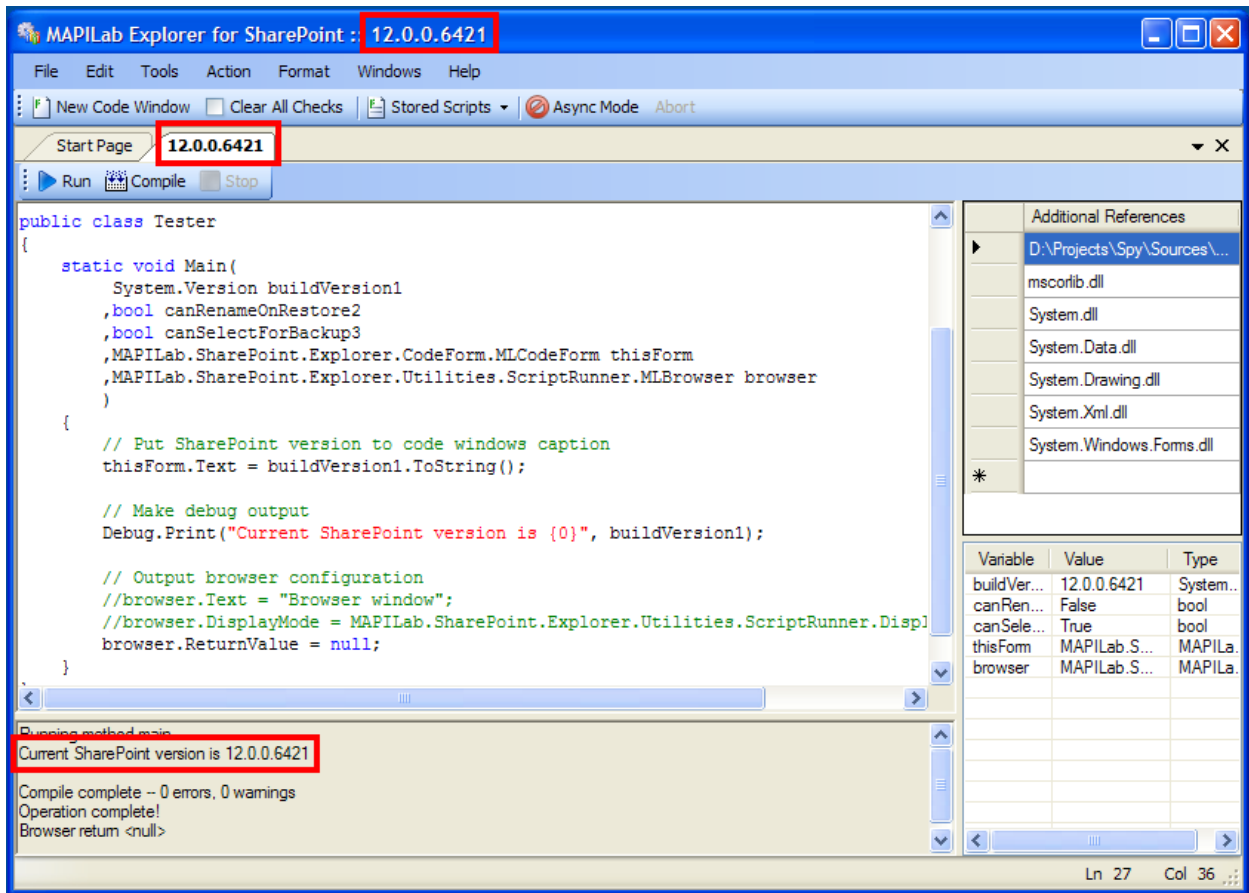 MAPILab Explorer for SharePoint :: 12.0.0.6421
File Edit Tools Action Format Windows Help
New Code Window Clear All Checks Stored Scripts Async Mode Abort
Start Page 12.0.0.6421
Run Compile Stop
public class Tester
{
static void Main(
System.Version buildVersion1
,bool canRenameOnRestore2
,bool canSelectForBackup3
,MAPILab.SharePoint.Explorer.CodeForm.MLCodeForm thisForm
,MAPILab.SharePoint.Explorer.Utilities.ScriptRunner.MLBrowser browser
)
{
// Put SharePoint version to code windows caption
thisForm.Text = buildVersion1.ToString();
// Make debug output
Debug.Print("Current SharePoint version is {0}", buildVersion1);
// Output browser configuration
//browser.Text = "Browser window";
//browser.DisplayMode = MAPILab.SharePoint.Explorer.Utilities.ScriptRunner.Displ
browser.ReturnValue = null;
}
Additional References
D:\Projects\Spy\Sources\...
mscorlib.dll
System.dll
System.Data.dll
System.Drawing.dll
System.Xml.dll
System.Windows.Forms.dll
Variable Value Type
buildVer... 12.0.0.6421 System..
canRen... False bool
canSele... True bool
thisForm MAPILab.S... MAPILa.
browser MAPILab.S... MAPILa.
Running method main
Current SharePoint version is 12.0.0.6421
Compile complete -- 0 errors, 0 warnings
Operation complete!
Browser return <null>
Ln 27 Col 36